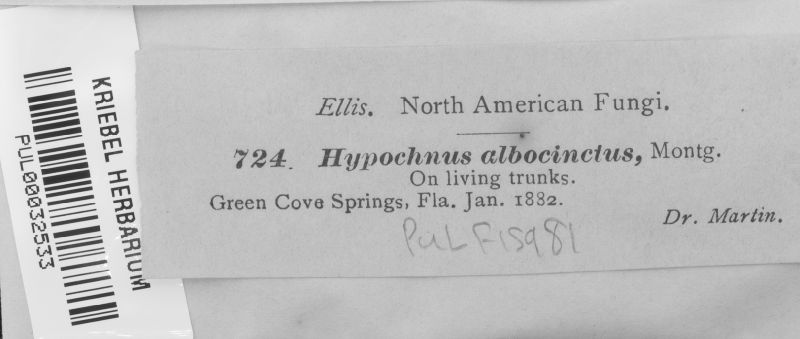 KRIEBEL HERBARIUM
PUL00032533
Ellis. North American Fungi.
724. Hypochnus albocinctus, Montg.
On living trunks.
Green Cove Springs, Fla. Jan. 1882.
Dr. Martin.
PUL F15981